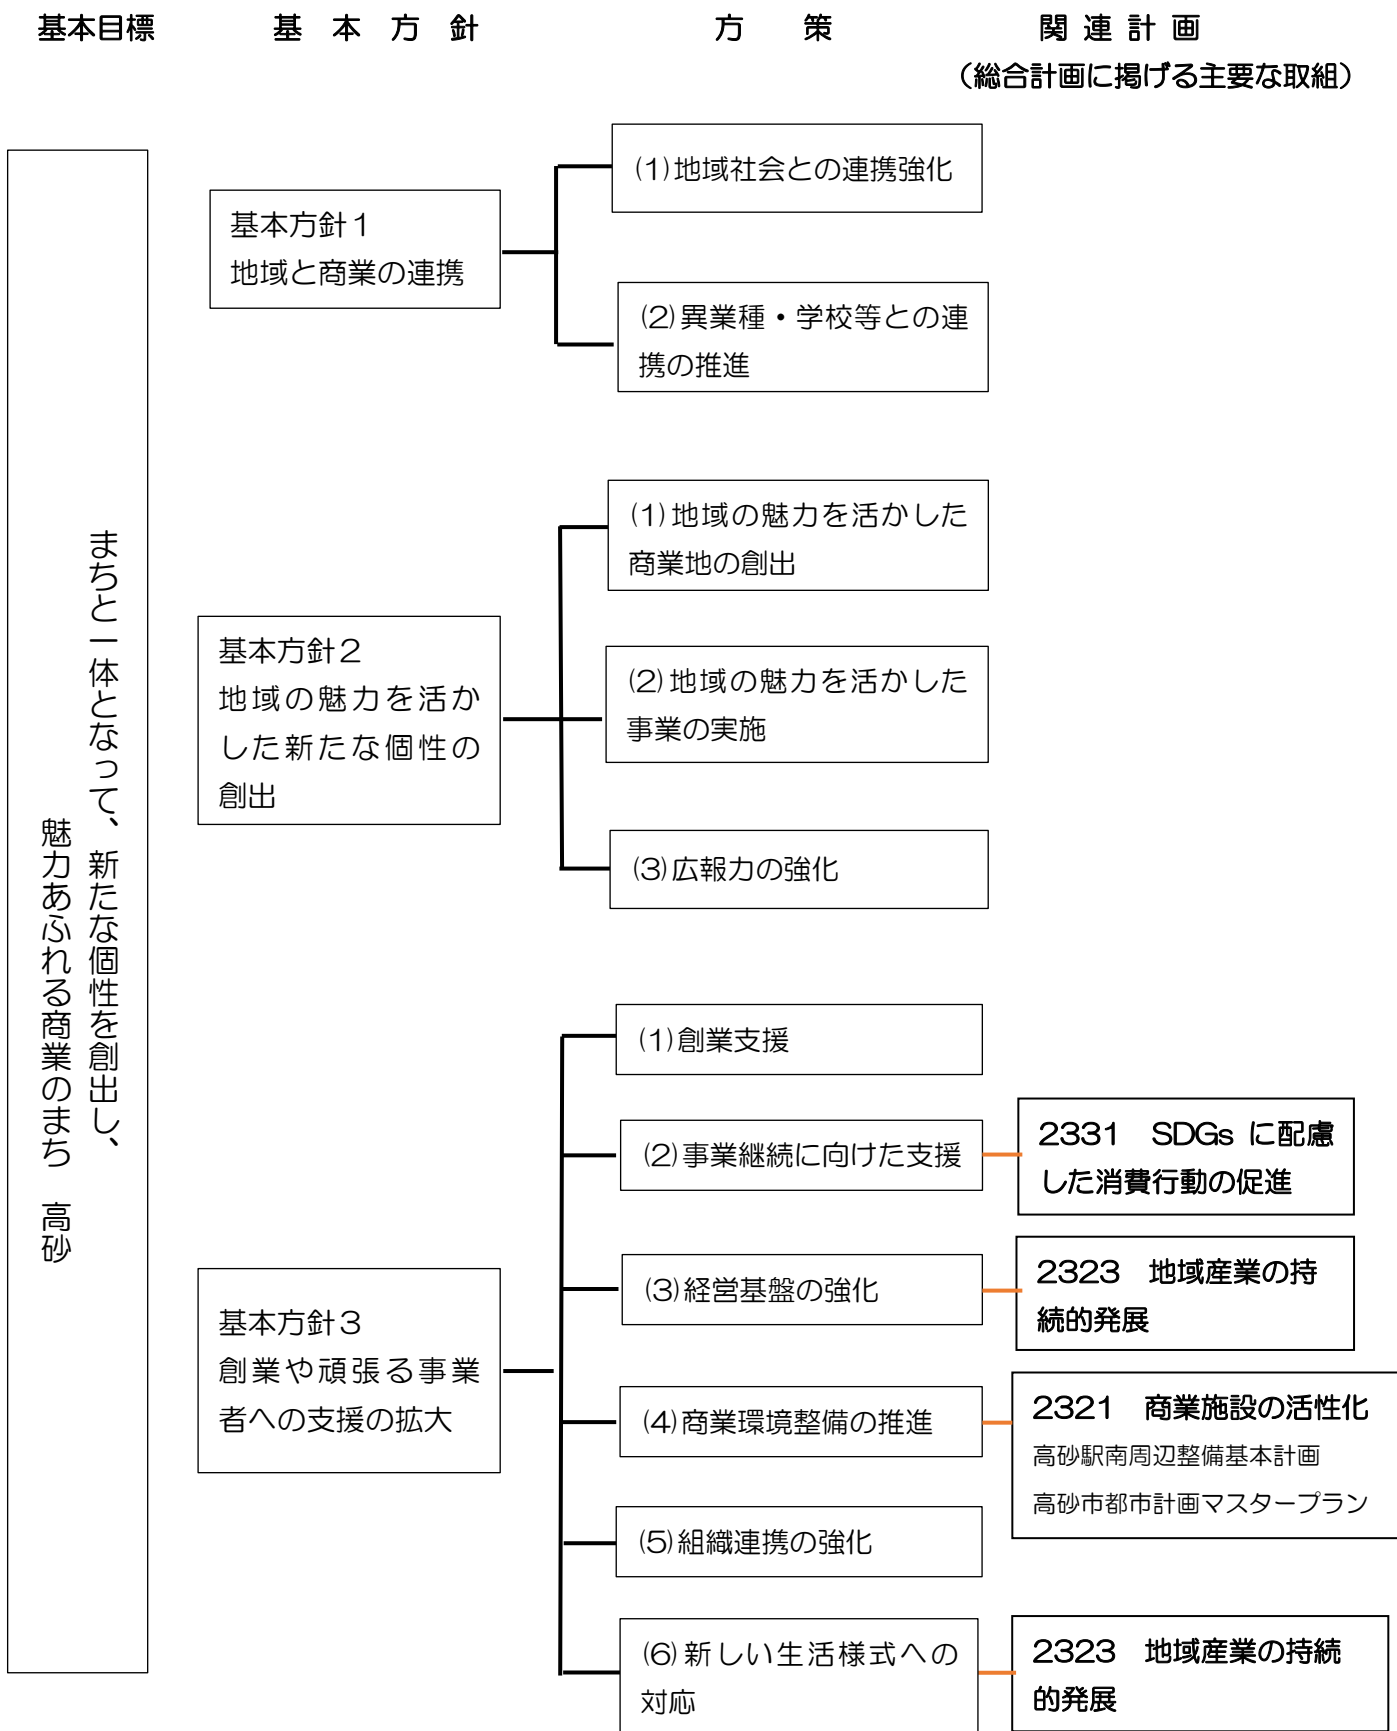 基本目標
基本方針
方策
関連計画
（総合計画に掲げる主要な取組）
まちと一体となって、新たな個性を創出し、
魅力あふれる商業のまち　高砂
基本方針１
地域と商業の連携
(1)地域社会との連携強化
(2)異業種・学校等との連
携の推進
基本方針２
地域の魅力を活か
した新たな個性の
創出
(1)地域の魅力を活かした
商業地の創出
(2)地域の魅力を活かした
事業の実施
(3)広報力の強化
基本方針３
創業や頑張る事業
者への支援の拡大
(1)創業支援
(2)事業継続に向けた支援
2331　SDGs に配慮
した消費行動の促進
(3)経営基盤の強化
2323　地域産業の持
続的発展
(4)商業環境整備の推進
2321　商業施設の活性化
高砂駅南周辺整備基本計画
高砂市都市計画マスタープラン
(5)組織連携の強化
(6)新しい生活様式への
対応
2323　地域産業の持続
的発展